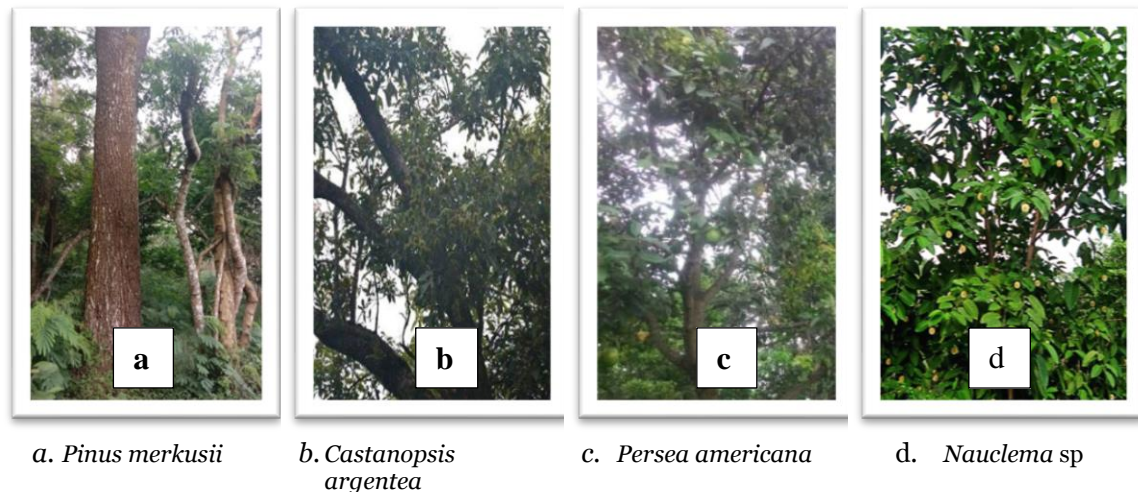 a
b
c
d
a. Pinus merkusii
b. Castanopsis
argentea
c. Persea americana
d. Nauclema sp